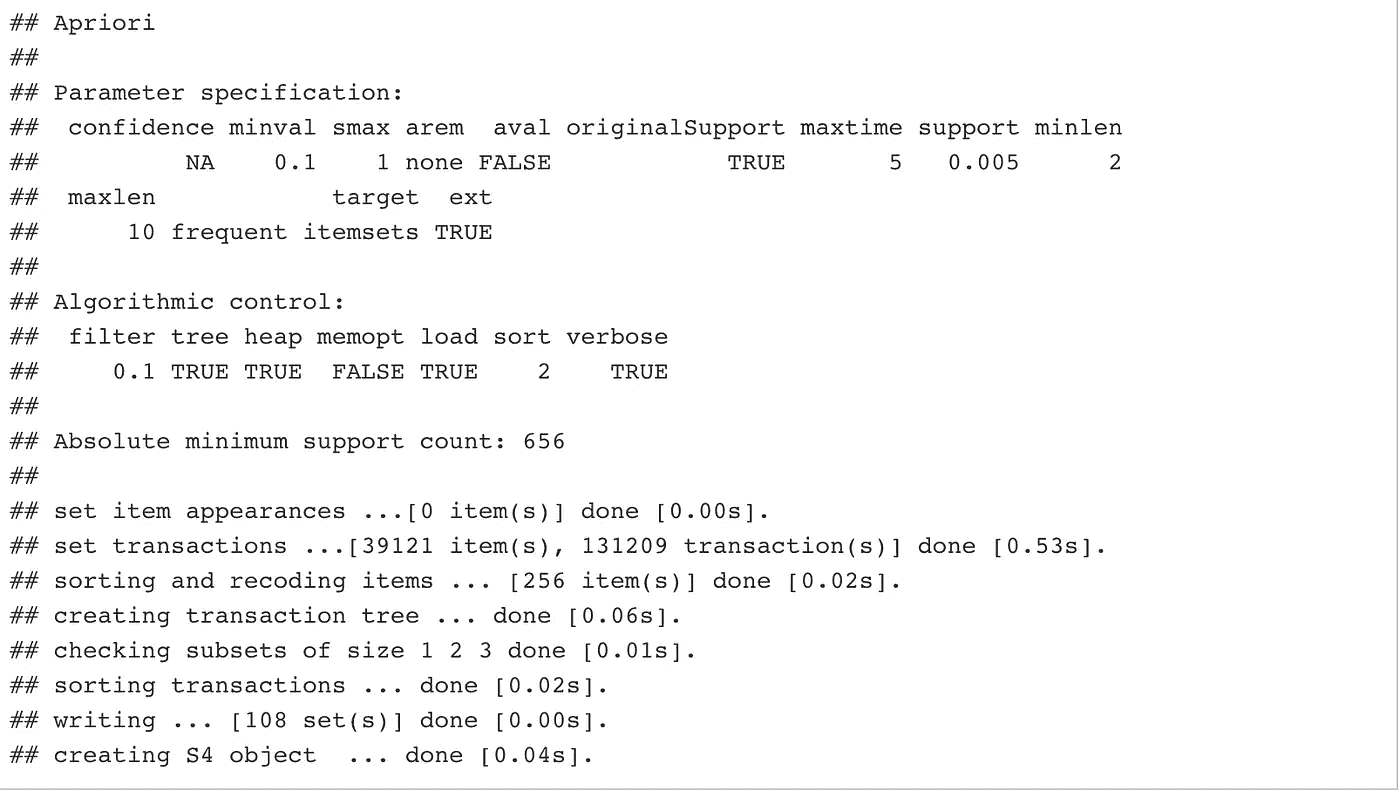 ## Apriori
##
## Parameter specification:
##  confidence minval smax arem  aval originalSupport maxtime support minlen
##          NA    0.1    1 none FALSE            TRUE       5   0.005      2
##  maxlen            target  ext
##      10 frequent itemsets TRUE
##
## Algorithmic control:
##  filter tree heap memopt load sort verbose
##     0.1 TRUE TRUE  FALSE TRUE    2    TRUE
##
## Absolute minimum support count: 656
##
## set item appearances ...[0 item(s)] done [0.00s].
## set transactions ...[39121 item(s), 131209 transaction(s)] done [0.53s].
## sorting and recoding items ... [256 item(s)] done [0.02s].
## creating transaction tree ... done [0.06s].
## checking subsets of size 1 2 3 done [0.01s].
## sorting transactions ... done [0.02s].
## writing ... [108 set(s)] done [0.00s].
## creating S4 object  ... done [0.04s].